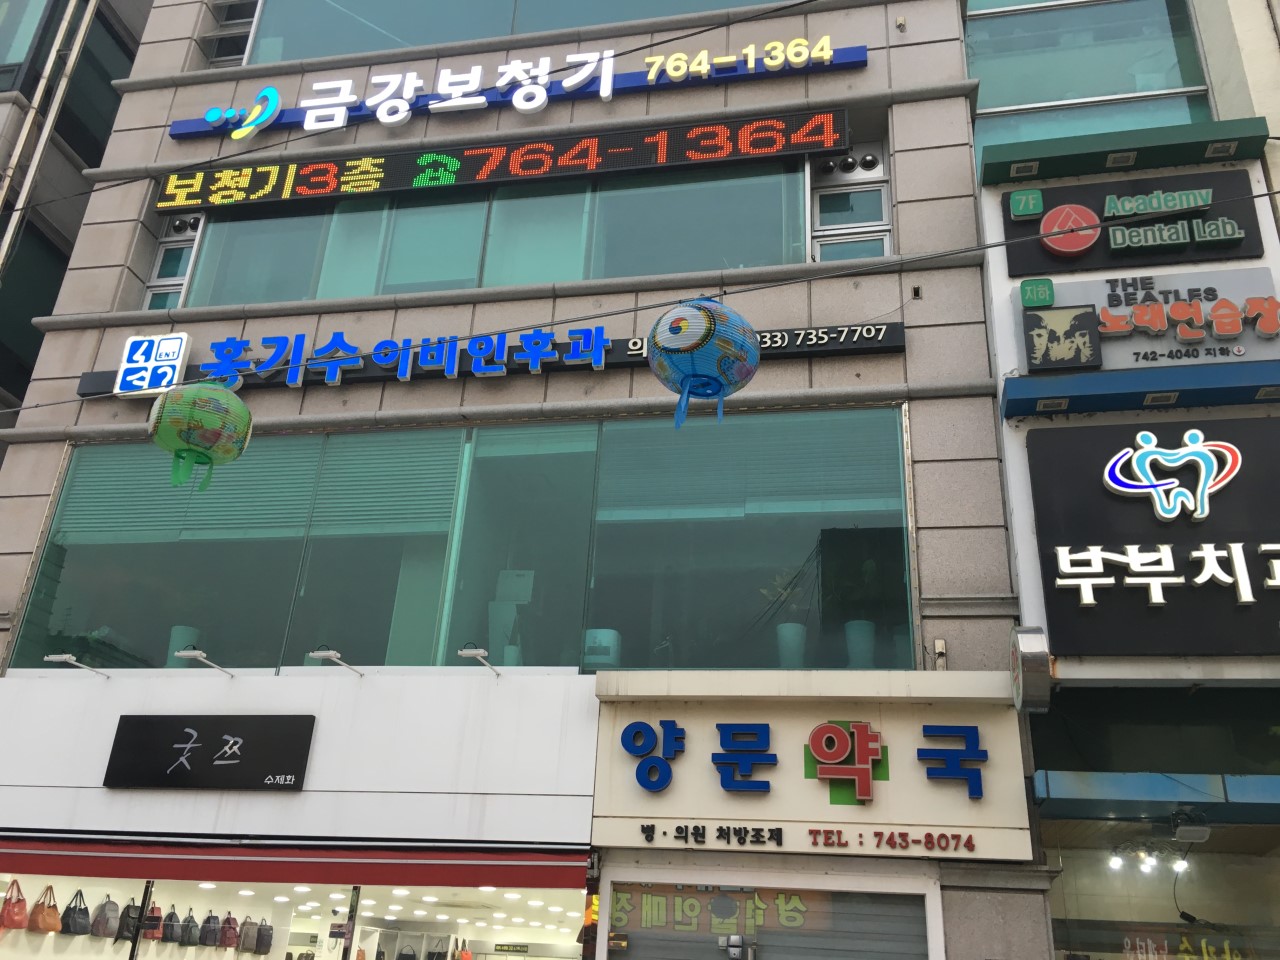 금강보청기 764-1364
보청기3층 ☎764-1364
ENT
홍기수이비인후과 의 033) 735-7707
7F
Academy
Dental Lab.
지하
THE
BEATLES
노래연습장
742-4040 지하
부부치과
굿쯔
수제화
양문약국
병·의원 처방조제 TEL : 743-8074